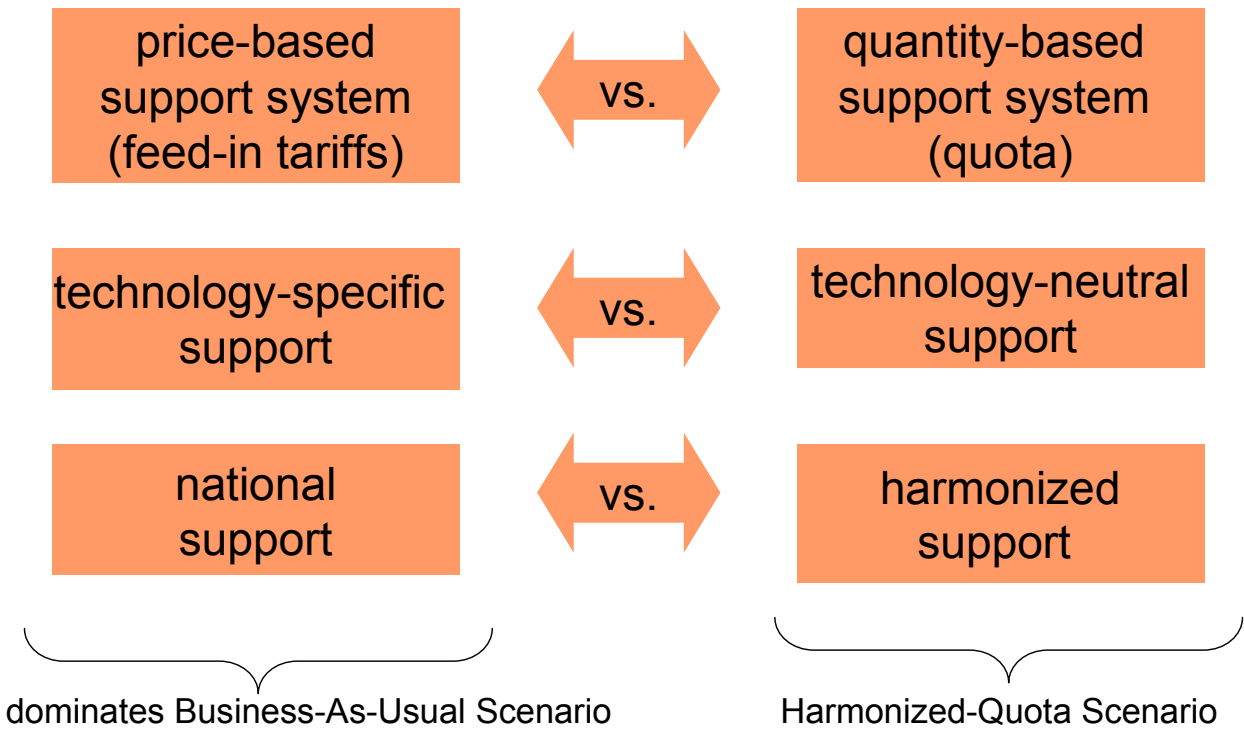 price-based
support system
(feed-in tariffs)
vs.
quantity-based
support system
(quota)
technology-specific
support
vs.
technology-neutral
support
national
support
vs.
harmonized
support
dominates Business-As-Usual Scenario
Harmonized-Quota Scenario